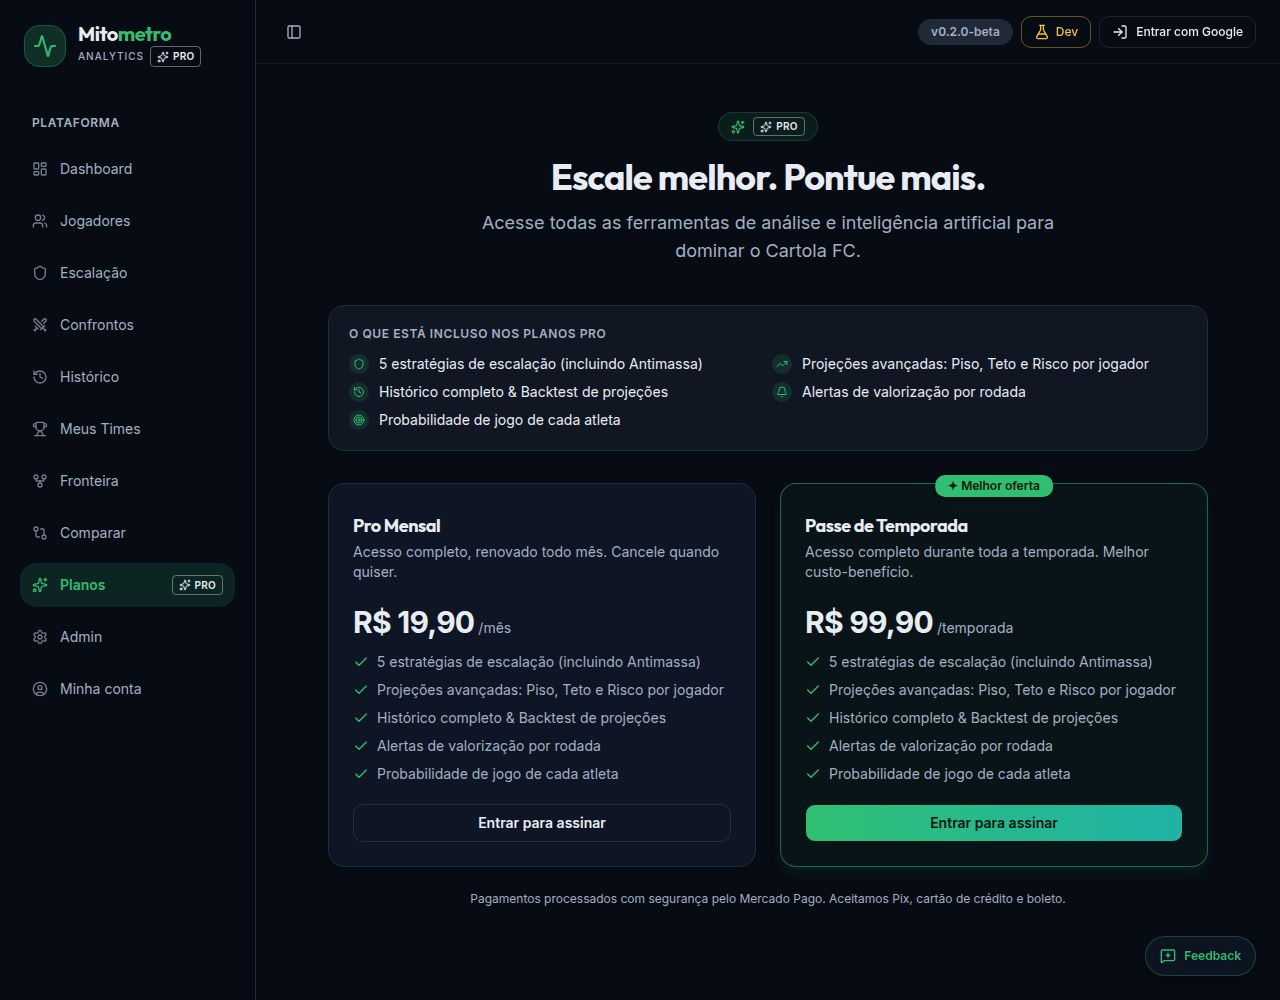 Mitometro
ANALYTICS PRO
PLATAFORMA
Dashboard
Jogadores
Escalação
Confrontos
Histórico
Meus Times
Fronteira
Comparar
Planos PRO
Admin
Minha conta
v0.2.0-beta Dev Entrar com Google
PRO
Escale melhor. Pontue mais.
Acesse todas as ferramentas de análise e inteligência artificial para
dominar o Cartola FC.
O QUE ESTÁ INCLUSO NOS PLANOS PRO
5 estratégias de escalação (incluindo Antimassa)
Projeções avançadas: Piso, Teto e Risco por jogador
Histórico completo & Backtest de projeções
Alertas de valorização por rodada
Probabilidade de jogo de cada atleta
Pro Mensal
Acesso completo, renovado todo mês. Cancele quando
quiser.
R$ 19,90 /mês
5 estratégias de escalação (incluindo Antimassa)
Projeções avançadas: Piso, Teto e Risco por jogador
Histórico completo & Backtest de projeções
Alertas de valorização por rodada
Probabilidade de jogo de cada atleta
Entrar para assinar
✦ Melhor oferta
Passe de Temporada
Acesso completo durante toda a temporada. Melhor
custo-benefício.
R$ 99,90 /temporada
5 estratégias de escalação (incluindo Antimassa)
Projeções avançadas: Piso, Teto e Risco por jogador
Histórico completo & Backtest de projeções
Alertas de valorização por rodada
Probabilidade de jogo de cada atleta
Entrar para assinar
Pagamentos processados com segurança pelo Mercado Pago. Aceitamos Pix, cartão de crédito e boleto.
Feedback